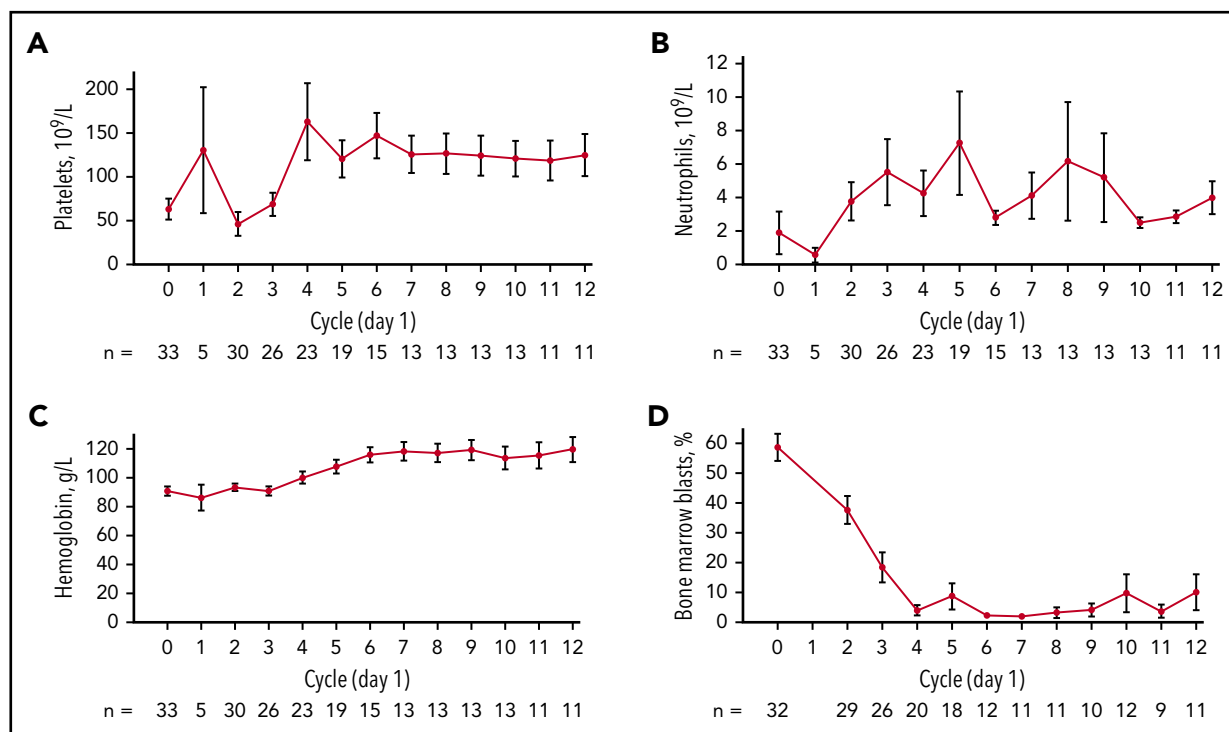 A
Platelets, 10⁹/L
200
150
100
50
0
0 1 2 3 4 5 6 7 8 9 10 11 12
Cycle (day 1)
n = 33 5 30 26 23 19 15 13 13 13 13 11 11
B
Neutrophils, 10⁹/L
12
10
8
6
4
2
0
0 1 2 3 4 5 6 7 8 9 10 11 12
Cycle (day 1)
n = 33 5 30 26 23 19 15 13 13 13 13 11 11
C
Hemoglobin, g/L
120
100
80
60
40
20
0
0 1 2 3 4 5 6 7 8 9 10 11 12
Cycle (day 1)
n = 33 5 30 26 23 19 15 13 13 13 13 11 11
D
Bone marrow blasts, %
60
50
40
30
20
10
0
0 1 2 3 4 5 6 7 8 9 10 11 12
Cycle (day 1)
n = 32 29 26 20 18 12 11 11 10 12 9 11